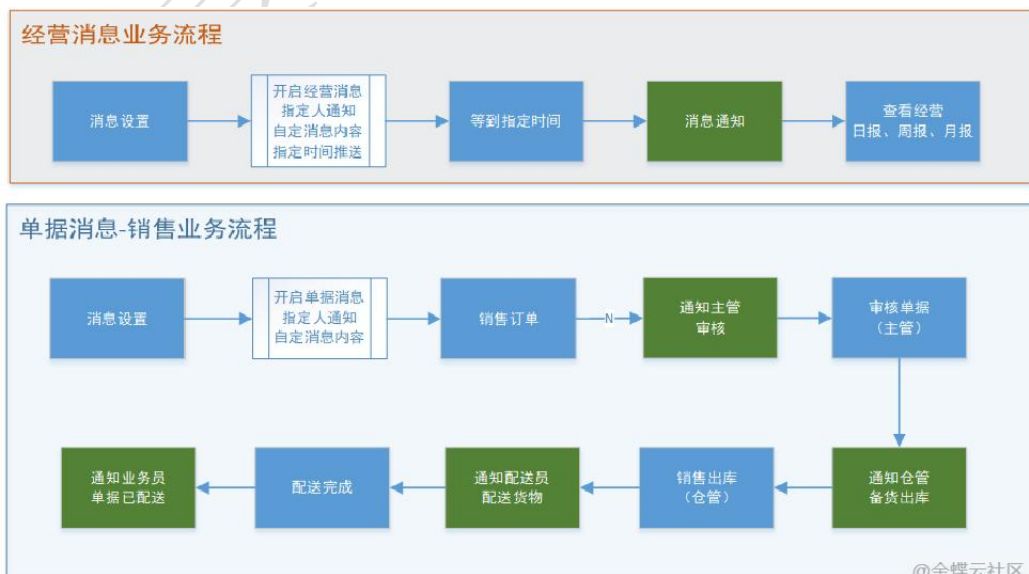 经营消息业务流程
消息设置
开启经营消息
指定人通知
自定消息内容
指定时间推送
等到指定时间
消息通知
查看经营
日报、周报、月报
单据消息-销售业务流程
消息设置
开启单据消息
指定人通知
自定消息内容
销售订单
N
通知主管
审核
审核单据
（主管）
通知业务员
单据已配送
配送完成
通知配送员
配送货物
销售出库
（仓管）
通知仓管
备货出库
@金蝶云社区